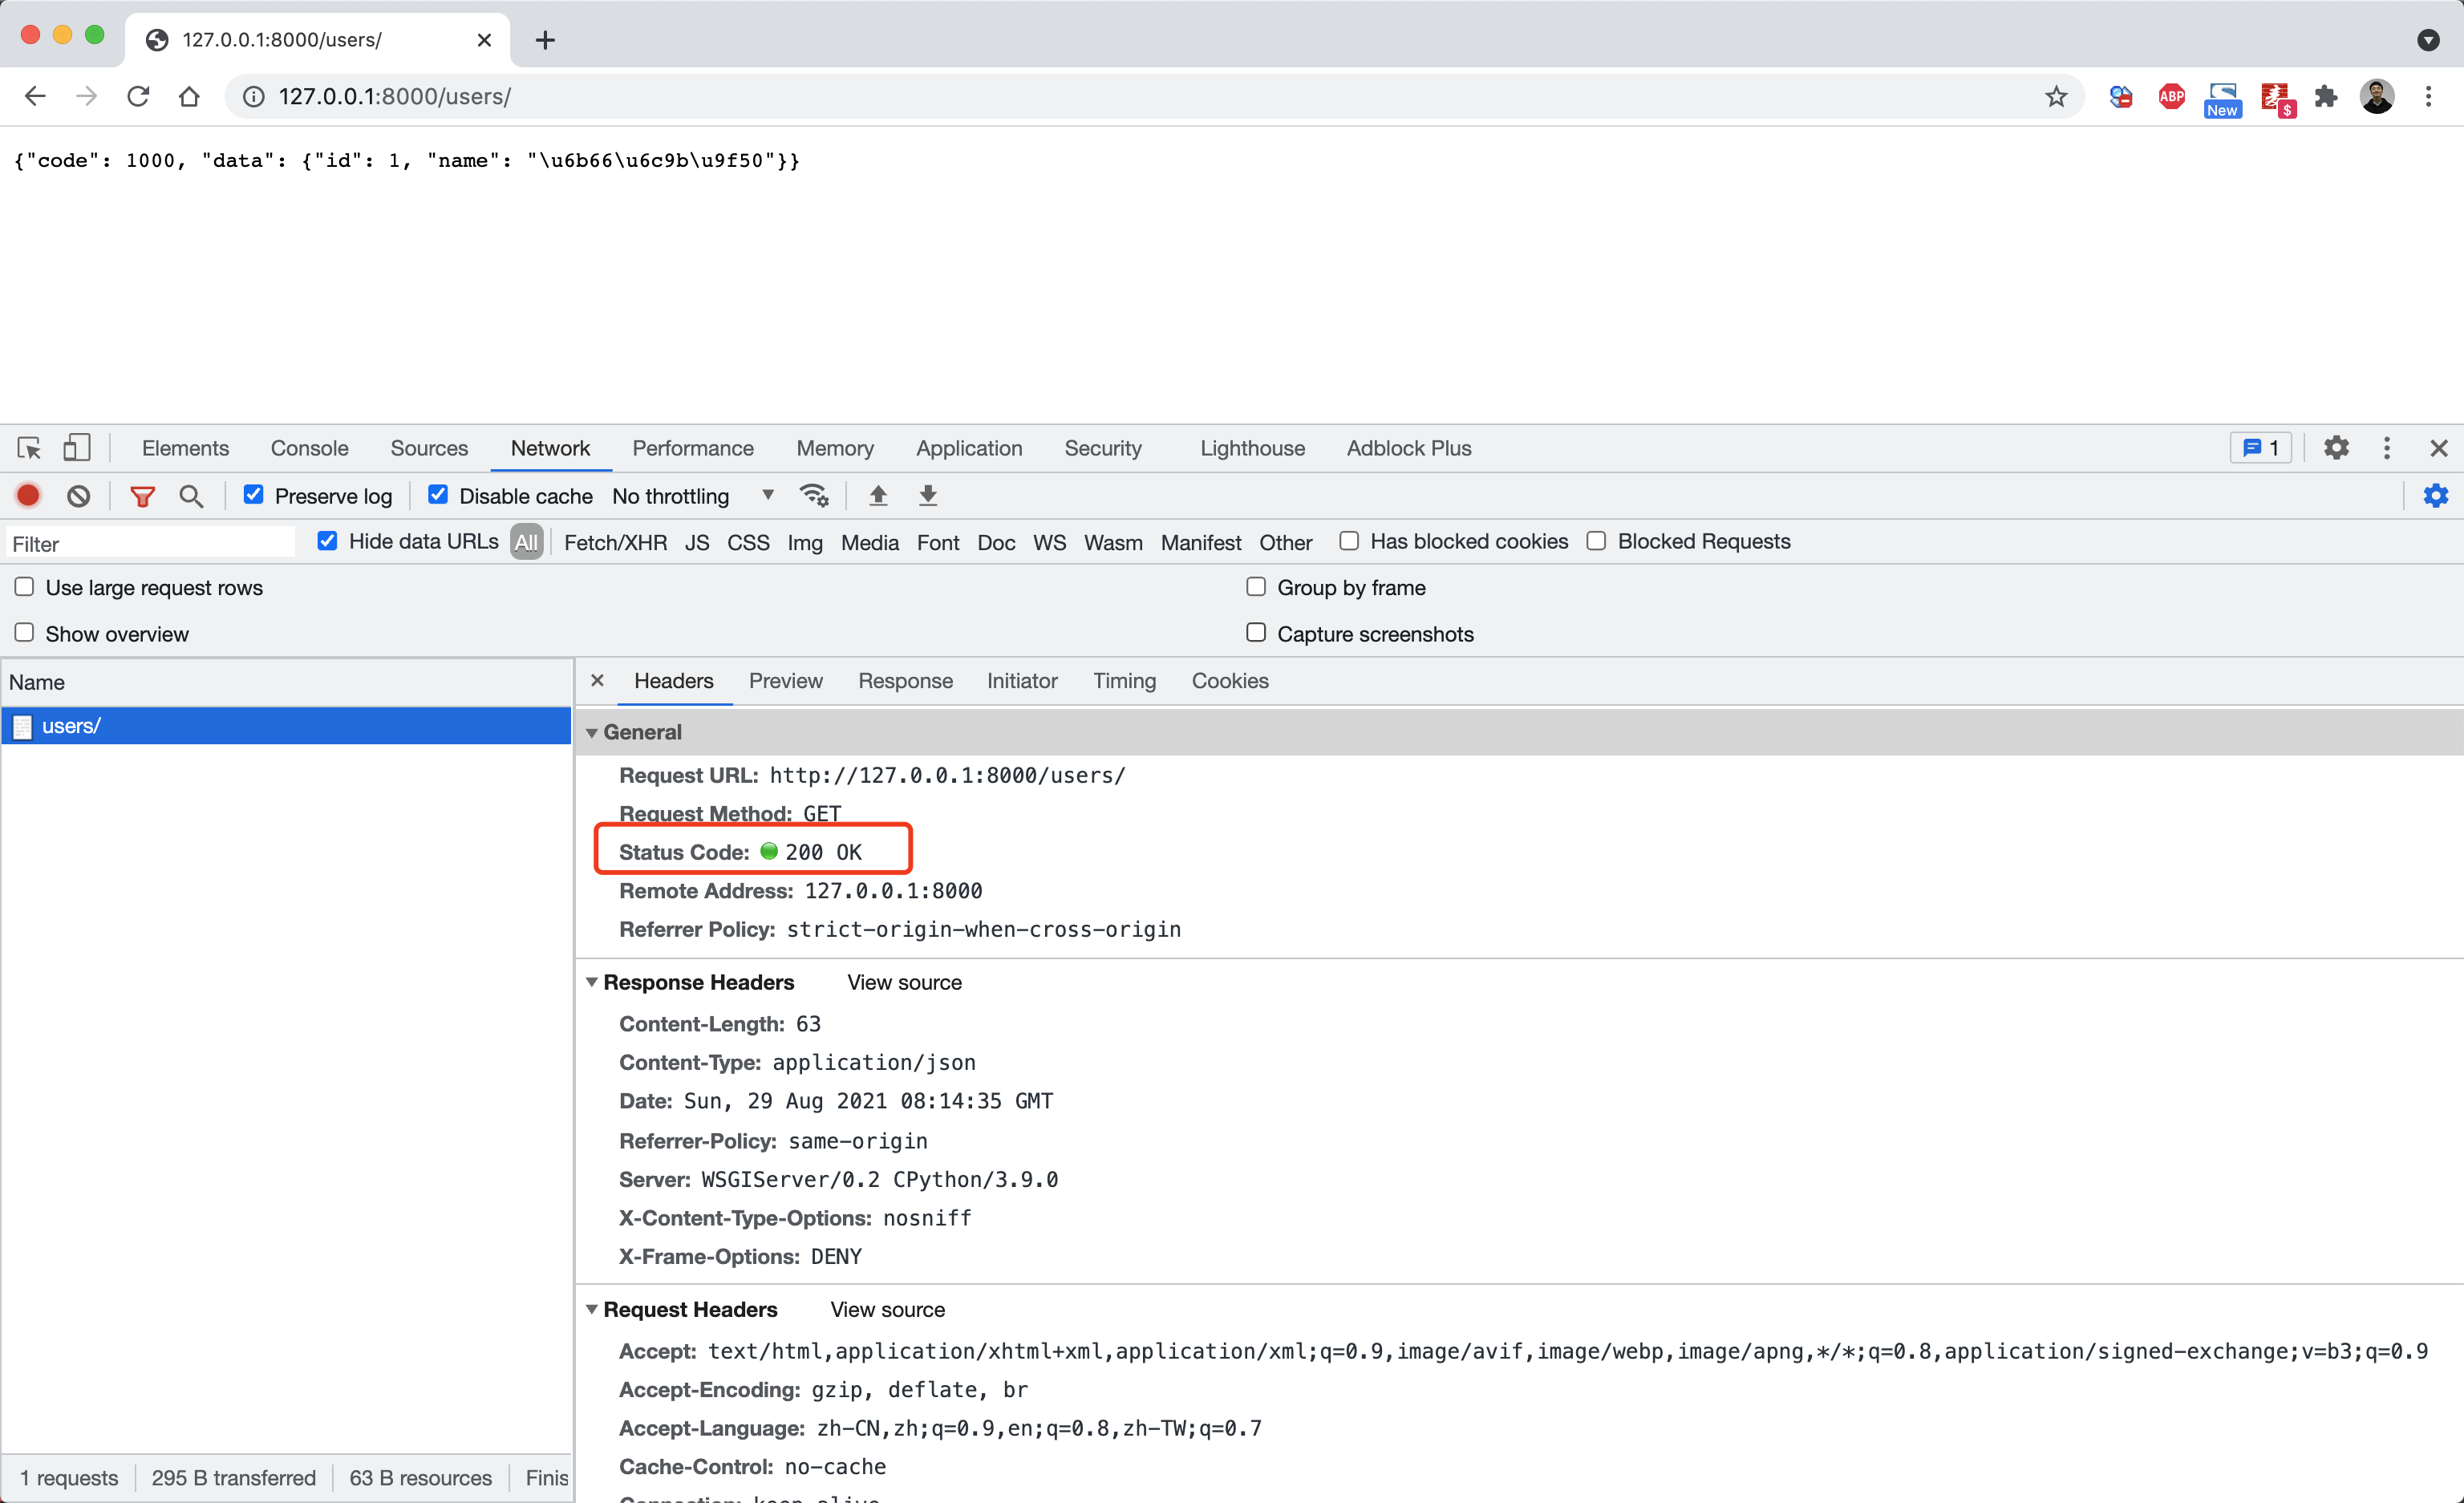 127.0.0.1:8000/users/
127.0.0.1:8000/users/
ABP
New
$
{"code": 1000, "data": {"id": 1, "name": "\u6b66\u6c9b\u9f50"}}
Elements Console Sources Network Performance Memory Application Security Lighthouse Adblock Plus 1
Preserve log Disable cache No throttling
Filter Hide data URLs All Fetch/XHR JS CSS Img Media Font Doc WS Wasm Manifest Other Has blocked cookies Blocked Requests
Use large request rows Group by frame
Show overview Capture screenshots
Name
users/
Headers Preview Response Initiator Timing Cookies
General
Request URL: http://127.0.0.1:8000/users/
Request Method: GET
Status Code: 200 OK
Remote Address: 127.0.0.1:8000
Referrer Policy: strict-origin-when-cross-origin
Response Headers View source
Content-Length: 63
Content-Type: application/json
Date: Sun, 29 Aug 2021 08:14:35 GMT
Referrer-Policy: same-origin
Server: WSGIServer/0.2 CPython/3.9.0
X-Content-Type-Options: nosniff
X-Frame-Options: DENY
Request Headers View source
Accept: text/html,application/xhtml+xml,application/xml;q=0.9,image/avif,image/webp,image/apng,*/*;q=0.8,application/signed-exchange;v=b3;q=0.9
Accept-Encoding: gzip, deflate, br
Accept-Language: zh-CN,zh;q=0.9,en;q=0.8,zh-TW;q=0.7
Cache-Control: no-cache
Connection: keep-alive
1 requests 295 B transferred 63 B resources Finis